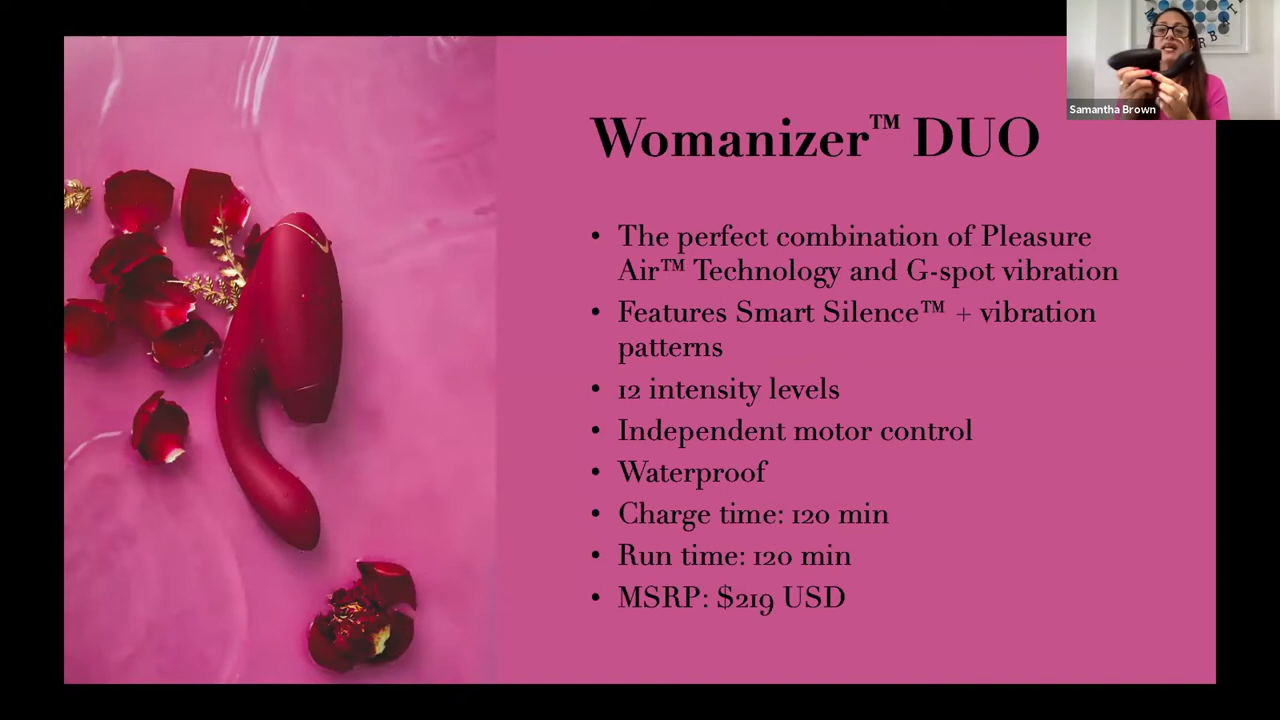 Samantha Brown
Womanizer™ DUO
• The perfect combination of Pleasure
Air™ Technology and G-spot vibration
• Features Smart Silence™ + vibration
patterns
• 12 intensity levels
• Independent motor control
• Waterproof
• Charge time: 120 min
• Run time: 120 min
• MSRP: $219 USD